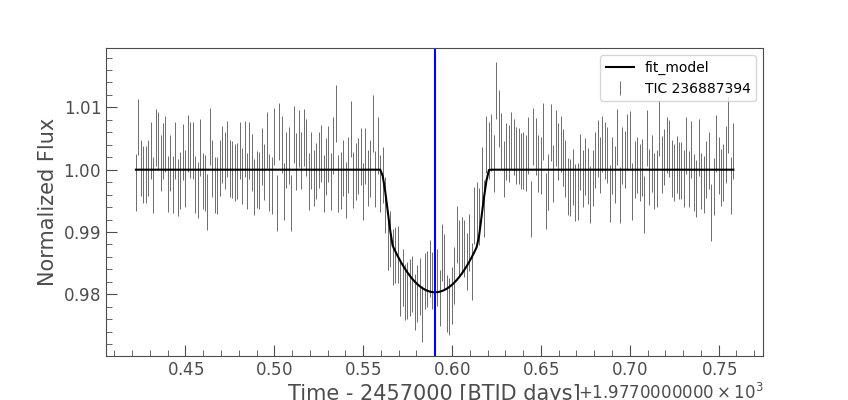 fit_model
TIC 236887394
1.01
1.00
0.99
0.98
Normalized Flux
0.45 0.50 0.55 0.60 0.65 0.70 0.75
Time - 2457000 [BTJD days]
+1.9770000000 × 10³